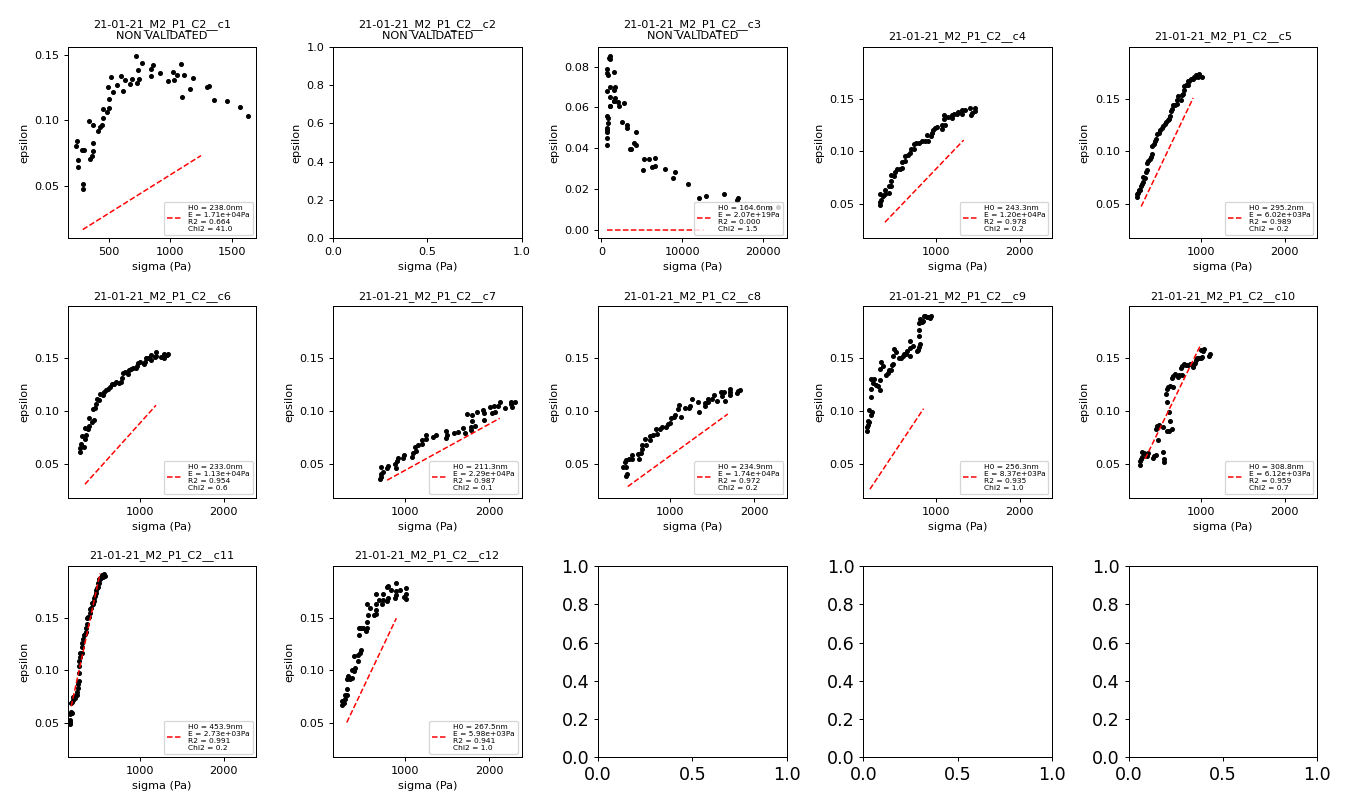 21-01-21_M2_P1_C2__c1
NON VALIDATED
0.15
0.10
0.05
epsilon
500
1000
1500
sigma (Pa)
H0 = 238.0nm
E = 1.71e+04Pa
R2 = 0.664
Chi2 = 41.0
21-01-21_M2_P1_C2__c2
NON VALIDATED
1.0
0.8
0.6
0.4
0.2
0.0
0.0
0.5
1.0
sigma (Pa)
epsilon
21-01-21_M2_P1_C2__c3
NON VALIDATED
0.08
0.06
0.04
0.02
0.00
epsilon
0
10000
20000
sigma (Pa)
H0 = 164.6nm
E = 2.07e+19Pa
R2 = 0.000
Chi2 = 1.5
21-01-21_M2_P1_C2__c4
0.15
0.10
0.05
epsilon
1000
2000
sigma (Pa)
H0 = 243.3nm
E = 1.20e+04Pa
R2 = 0.978
Chi2 = 0.2
21-01-21_M2_P1_C2__c5
0.15
0.10
0.05
epsilon
1000
2000
sigma (Pa)
H0 = 295.2nm
E = 6.02e+03Pa
R2 = 0.989
Chi2 = 0.2
21-01-21_M2_P1_C2__c6
0.15
0.10
0.05
epsilon
1000
2000
sigma (Pa)
H0 = 233.0nm
E = 1.13e+04Pa
R2 = 0.954
Chi2 = 0.6
21-01-21_M2_P1_C2__c7
0.15
0.10
0.05
epsilon
1000
2000
sigma (Pa)
H0 = 211.3nm
E = 2.29e+04Pa
R2 = 0.987
Chi2 = 0.1
21-01-21_M2_P1_C2__c8
0.15
0.10
0.05
epsilon
1000
2000
sigma (Pa)
H0 = 234.9nm
E = 1.74e+04Pa
R2 = 0.972
Chi2 = 0.2
21-01-21_M2_P1_C2__c9
0.15
0.10
0.05
epsilon
1000
2000
sigma (Pa)
H0 = 256.3nm
E = 8.37e+03Pa
R2 = 0.935
Chi2 = 1.0
21-01-21_M2_P1_C2__c10
0.15
0.10
0.05
epsilon
1000
2000
sigma (Pa)
H0 = 308.8nm
E = 6.12e+03Pa
R2 = 0.959
Chi2 = 0.7
21-01-21_M2_P1_C2__c11
0.15
0.10
0.05
epsilon
1000
2000
sigma (Pa)
H0 = 453.9nm
E = 2.73e+03Pa
R2 = 0.991
Chi2 = 0.2
21-01-21_M2_P1_C2__c12
0.15
0.10
0.05
epsilon
1000
2000
sigma (Pa)
H0 = 267.5nm
E = 5.98e+03Pa
R2 = 0.941
Chi2 = 1.0
1.0
0.8
0.6
0.4
0.2
0.0
0.0
0.5
1.0
1.0
0.8
0.6
0.4
0.2
0.0
0.0
0.5
1.0
1.0
0.8
0.6
0.4
0.2
0.0
0.0
0.5
1.0